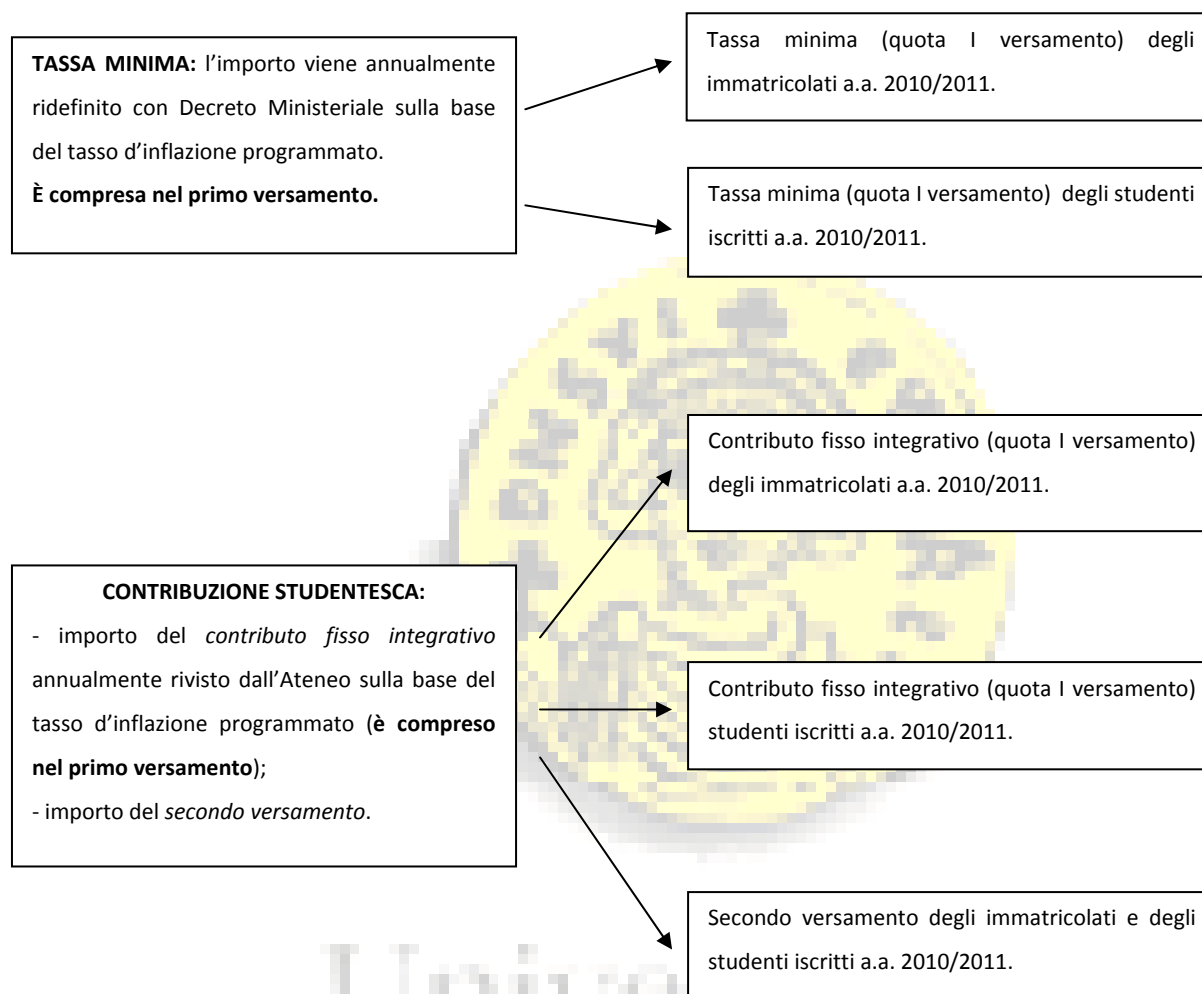 TASSA MINIMA: l’importo viene annualmente
ridefinito con Decreto Ministeriale sulla base
del tasso d’inflazione programmato.
È compresa nel primo versamento.
Tassa minima (quota I versamento) degli
immatricolati a.a. 2010/2011.
Tassa minima (quota I versamento) degli studenti
iscritti a.a. 2010/2011.
Contributo fisso integrativo (quota I versamento)
degli immatricolati a.a. 2010/2011.
CONTRIBUZIONE STUDENTESCA:
- importo del contributo fisso integrativo
annualmente rivisto dall’Ateneo sulla base del
tasso d’inflazione programmato (è compreso
nel primo versamento);
- importo del secondo versamento.
Contributo fisso integrativo (quota I versamento)
studenti iscritti a.a. 2010/2011.
Secondo versamento degli immatricolati e degli
studenti iscritti a.a. 2010/2011.